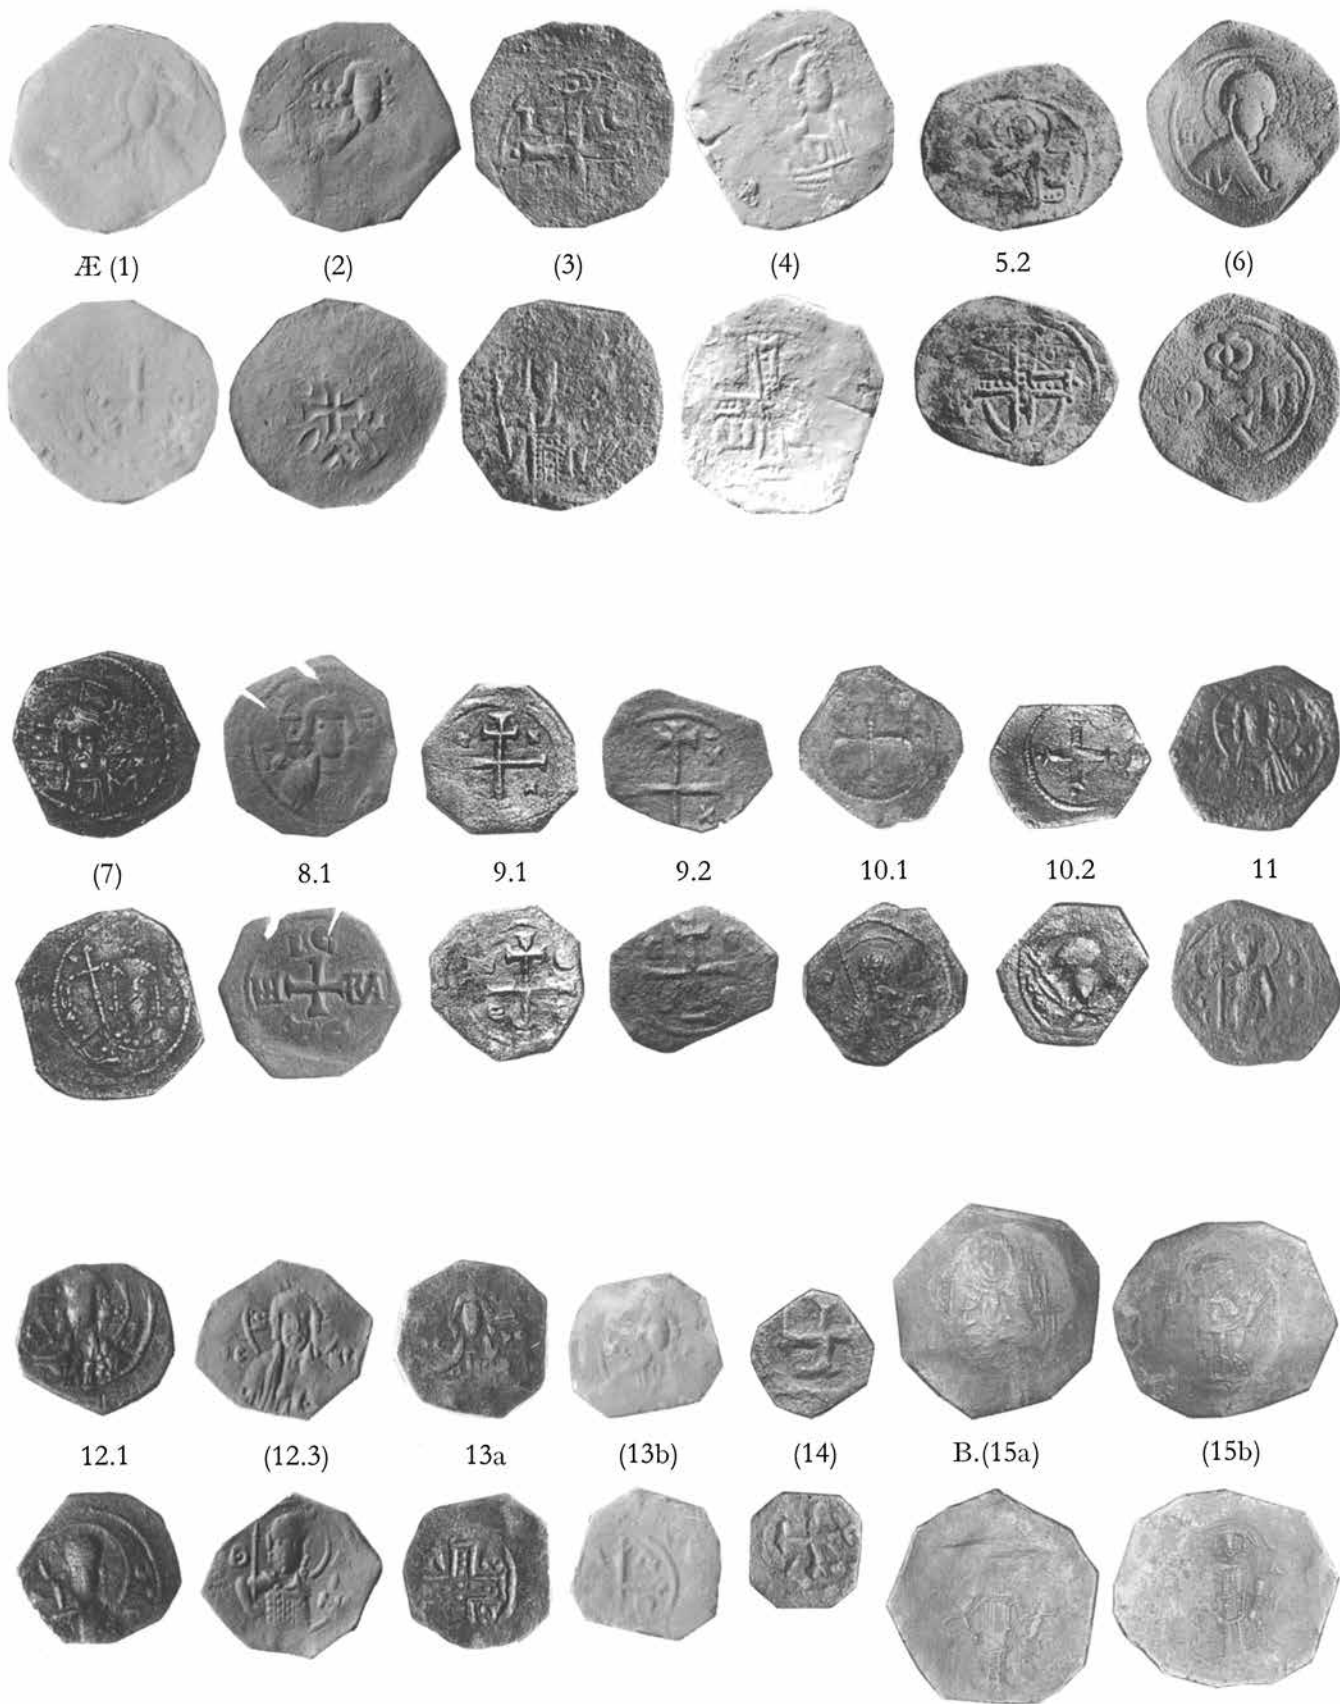 Æ (1) (2) (3) (4) 5.2 (6)
(7) 8.1 9.1 9.2 10.1 10.2 11
12.1 (12.3) 13a (13b) (14) B.(15a) (15b)